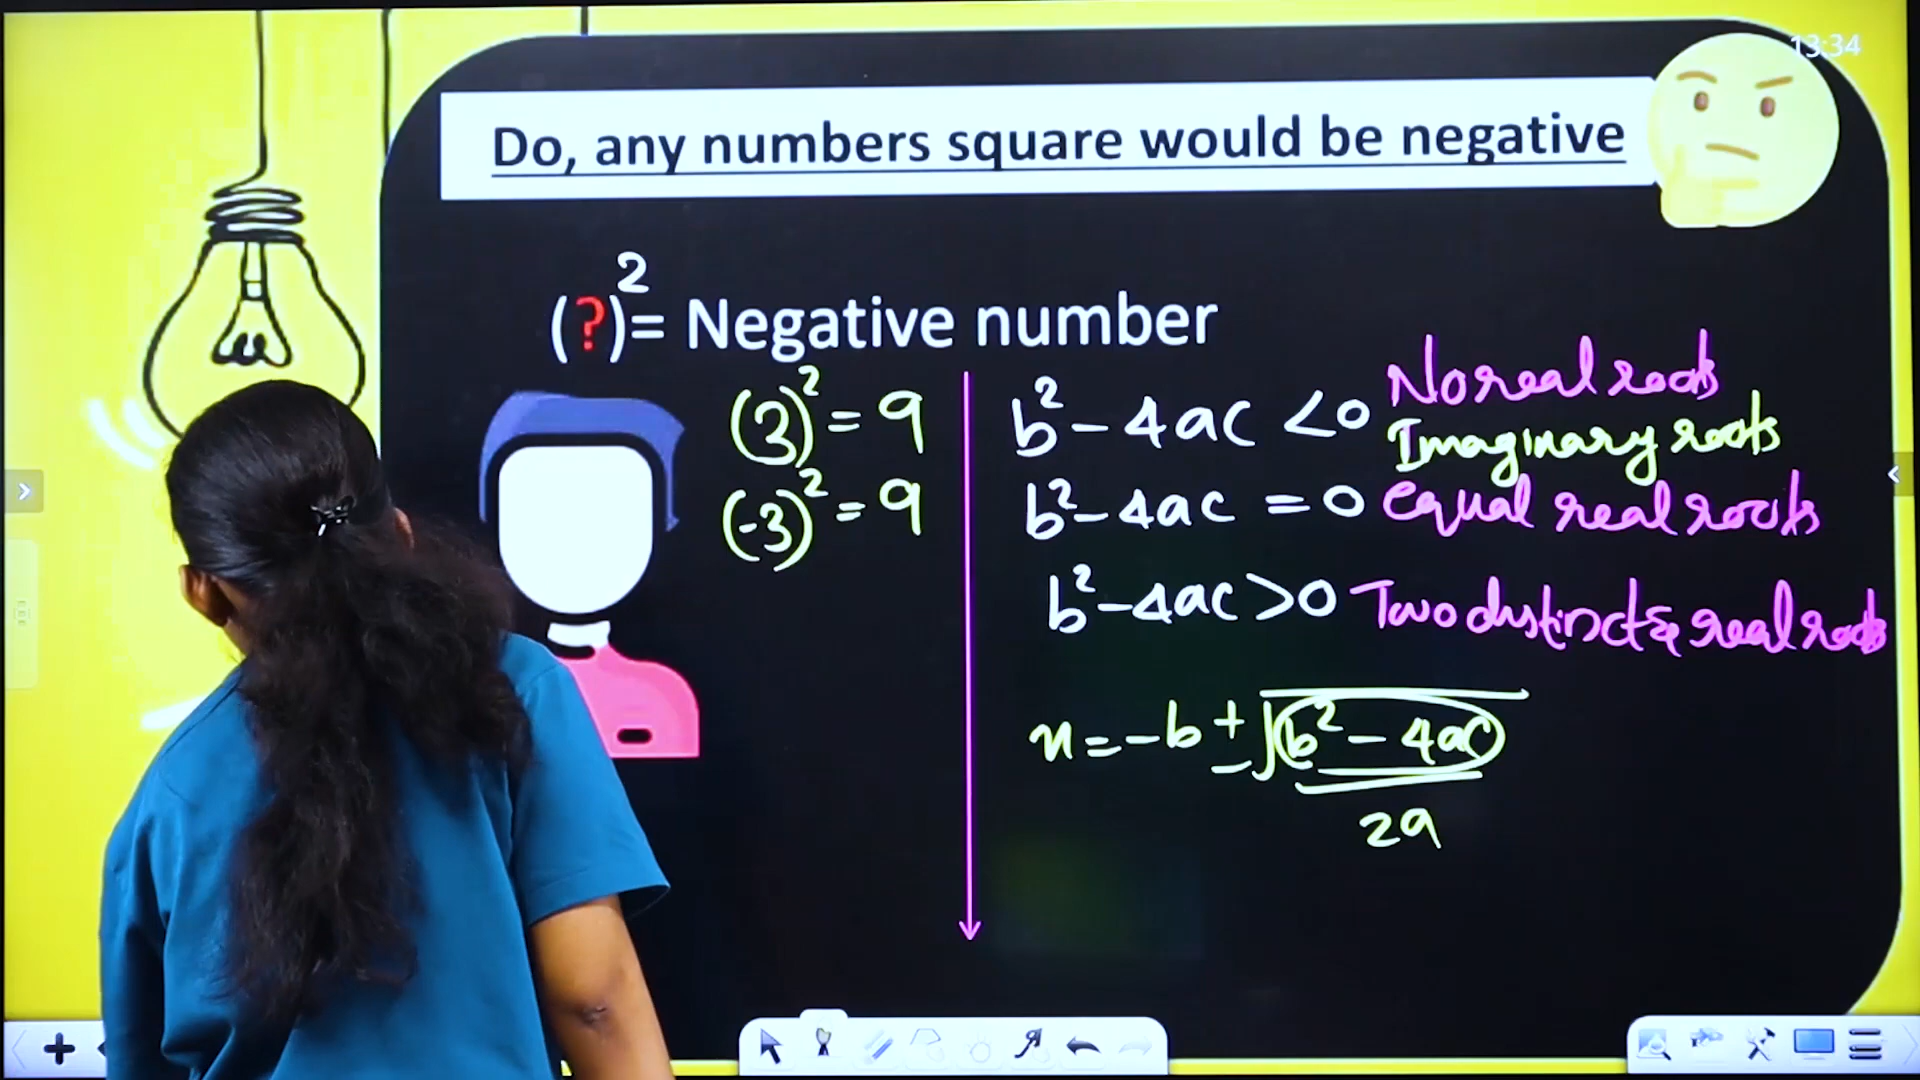 13:34
Do, any numbers square would be negative
(?)²= Negative number
(3)² = 9
(-3)² = 9
b² - 4ac < 0 No real roots
Imaginary roots
b² - 4ac = 0 equal real roots
b² - 4ac > 0 Two distinct & real roots
x = -b ± √(b² - 4ac)
2a